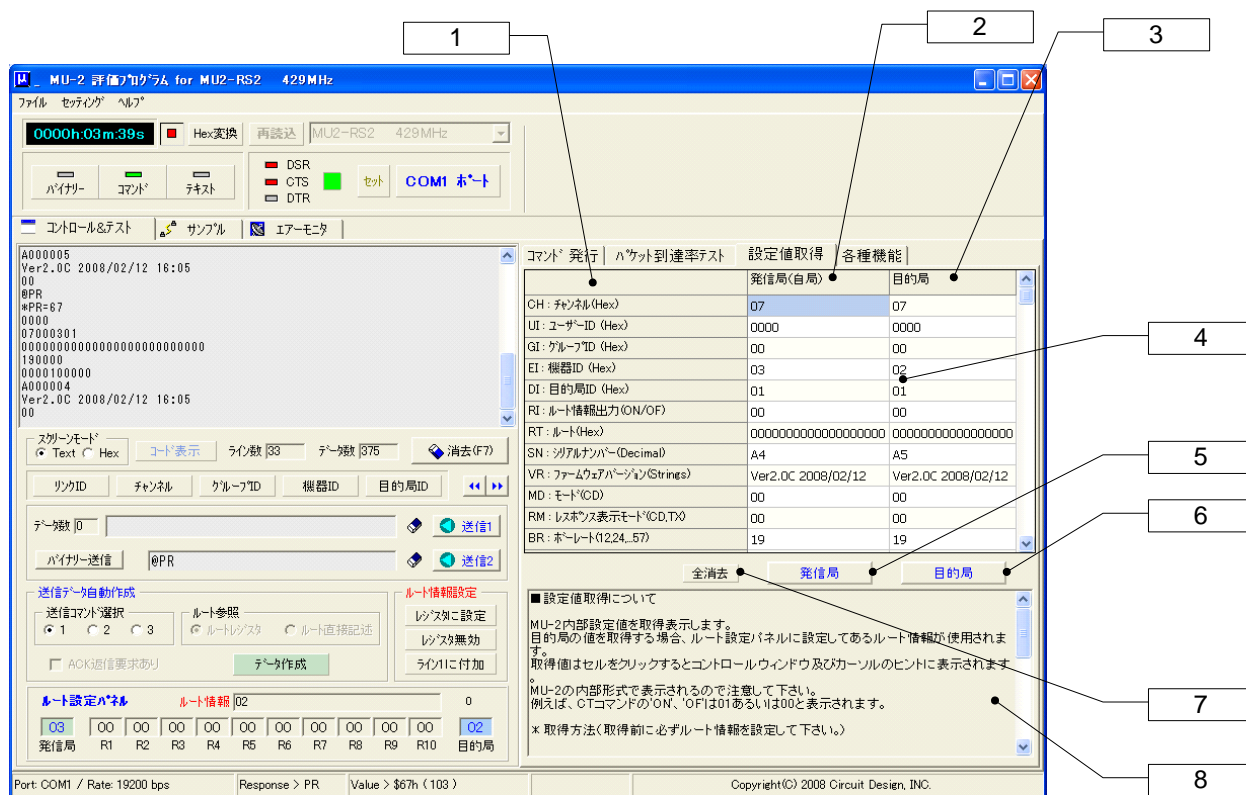 1
2
3
MU-2 評価ﾌﾟﾛｸﾞﾗﾑ for MU2-RS2 429MHz
ﾌｧｲﾙ ｾｯﾃｨﾝｸﾞ ﾍﾙﾌﾟ
0000h:03m:39s
Hex変換
再読込
MU2-RS2 429MHz
ﾊﾞｲﾅﾘｰ
ｺﾏﾝﾄﾞ
ﾃｷｽﾄ
DSR
CTS
DTR
ｾｯﾄ
COM1 ﾎﾟｰﾄ
ｺﾝﾄﾛｰﾙ&ﾃｽﾄ
ｻﾝﾌﾟﾙ
ｴｱｰﾓﾆﾀ
A000005
Ver2.0C 2008/02/12 16:05
00
@PR
*PR=67
0000
07000301
0000000000000000000000000
190000
0000100000
A000004
Ver2.0C 2008/02/12 16:05
00
ｽｸﾘｰﾝﾓｰﾄﾞ
Text Hex
ｺｰﾄﾞ表示
ﾗｲﾝ数 33
ﾃﾞｰﾀ数 375
消去(F7)
ﾘﾝｸID
ﾁｬﾝﾈﾙ
ｸﾞﾙｰﾌﾟID
機器ID
目的局ID
ﾃﾞｰﾀ数 0
送信1
ﾊﾞｲﾅﾘｰ送信
@PR
送信2
送信ﾃﾞｰﾀ自動作成
送信ｺﾏﾝﾄﾞ選択
1 2 3
ﾙｰﾄ参照
ﾙｰﾄﾚｼﾞｽﾀ ﾙｰﾄ直接記述
ACK返信要求あり
ﾃﾞｰﾀ作成
ﾙｰﾄ情報設定
ﾚｼﾞｽﾀに設定
ﾚｼﾞｽﾀ無効
ﾗｲﾝ1に付加
ﾙｰﾄ設定ﾊﾟﾈﾙ
ﾙｰﾄ情報 02
0
03 00 00 00 00 00 00 00 00 00 00 02
発信局 R1 R2 R3 R4 R5 R6 R7 R8 R9 R10 目的局
ｺﾏﾝﾄﾞ発行
ﾊﾟｹｯﾄ到達率ﾃｽﾄ
設定値取得
各種機能
発信局(自局) 目的局
CH : ﾁｬﾝﾈﾙ(Hex) 07 07
UI : ﾕｰｻﾞｰID (Hex) 0000 0000
GI : ｸﾞﾙｰﾌﾟID (Hex) 00 00
EI : 機器ID (Hex) 03 02
DI : 目的局ID (Hex) 01 01
RI : ﾙｰﾄ情報出力(ON/OF) 00 00
RT : ﾙｰﾄ(Hex) 0000000000000000000 0000000000000000
SN : ｼﾘｱﾙﾅﾝﾊﾞｰ(Decimal) A4 A5
VR : ﾌｧｰﾑｳｪｱﾊﾞｰｼﾞｮﾝ(Strings) Ver2.0C 2008/02/12 Ver2.0C 2008/02/12
MD : ﾓｰﾄﾞ(CD) 00 00
RM : ﾚｽﾎﾟﾝｽ表示ﾓｰﾄﾞ(CD,TX) 00 00
BR : ﾎﾞｰﾚｰﾄ(12,24,..57) 19 19
4
5
6
全消去
発信局
目的局
■設定値取得について
MU-2内部設定値を取得表示します。
目的局の値を取得する場合、ルート設定パネルに設定してあるルート情報が使用されま
す。
取得値はセルをクリックするとコントロールウィンドウ及びカーソルのヒントに表示されます
。
MU-2の内部形式で表示されるので注意して下さい。
例えば、CTコマンドの'ON'、'OF'は01あるいは00と表示されます。
＊取得方法(取得前に必ずルート情報を設定して下さい。)
7
8
Port: COM1 / Rate: 19200 bps
Response > PR
Value > $67h ( 103 )
Copyright(C) 2008 Circuit Design, INC.